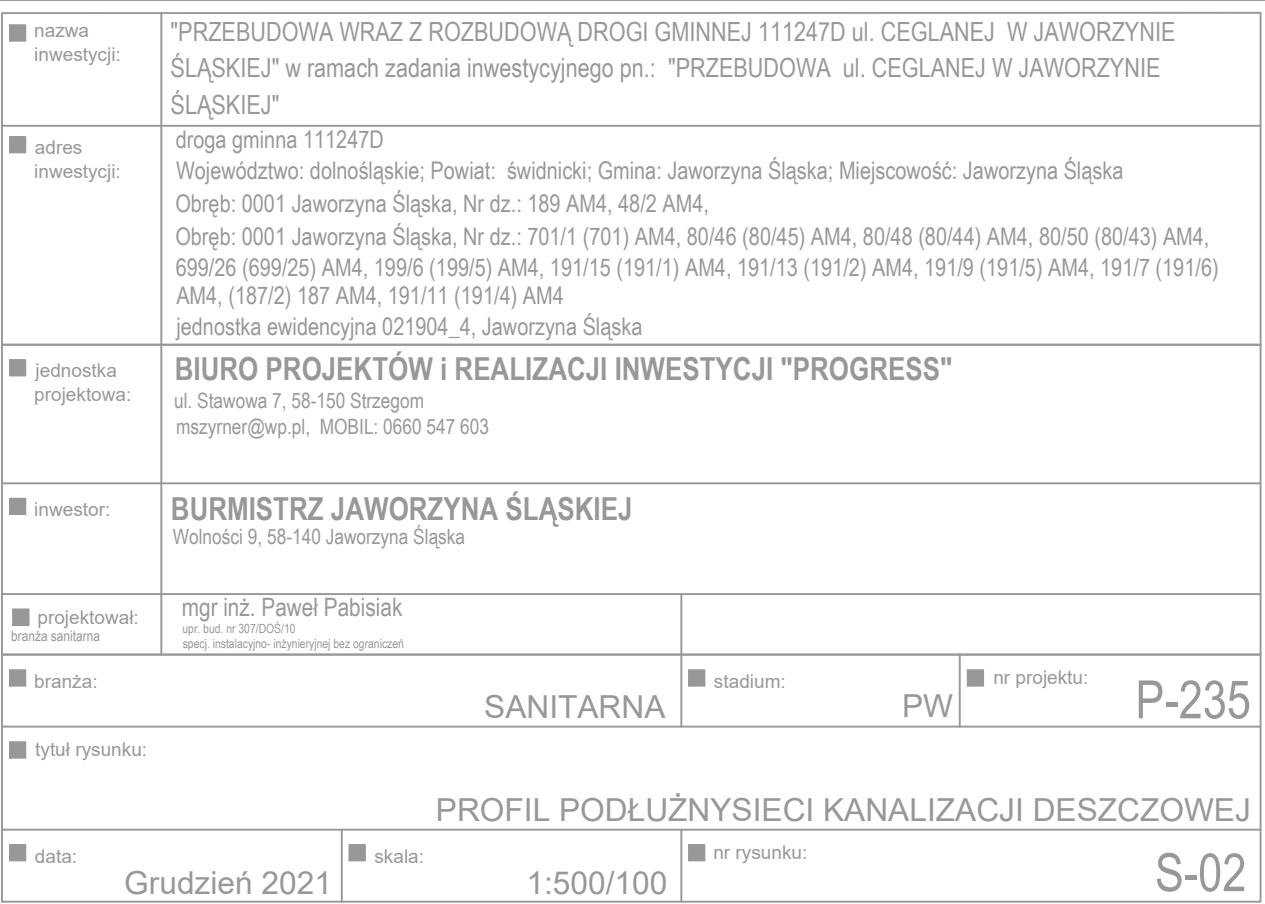 nazwa
inwestycji:
"PRZEBUDOWA WRAZ Z ROZBUDOWĄ DROGI GMINNEJ 111247D ul. CEGLANEJ W JAWORZYNIE
ŚLĄSKIEJ" w ramach zadania inwestycyjnego pn.: "PRZEBUDOWA ul. CEGLANEJ W JAWORZYNIE
ŚLĄSKIEJ"
adres
inwestycji:
droga gminna 111247D
Województwo: dolnośląskie; Powiat: świdnicki; Gmina: Jaworzyna Śląska; Miejscowość: Jaworzyna Śląska
Obręb: 0001 Jaworzyna Śląska, Nr dz.: 189 AM4, 48/2 AM4,
Obręb: 0001 Jaworzyna Śląska, Nr dz.: 701/1 (701) AM4, 80/46 (80/45) AM4, 80/48 (80/44) AM4, 80/50 (80/43) AM4,
699/26 (699/25) AM4, 199/6 (199/5) AM4, 191/15 (191/1) AM4, 191/13 (191/2) AM4, 191/9 (191/5) AM4, 191/7 (191/6)
AM4, (187/2) 187 AM4, 191/11 (191/4) AM4
jednostka ewidencyjna 021904_4, Jaworzyna Śląska
jednostka
projektowa:
BIURO PROJEKTÓW i REALIZACJI INWESTYCJI "PROGRESS"
ul. Stawowa 7, 58-150 Strzegom
mszyrner@wp.pl, MOBIL: 0660 547 603
inwestor:
BURMISTRZ JAWORZYNA ŚLĄSKIEJ
Wolności 9, 58-140 Jaworzyna Śląska
projektował:
branża sanitarna
mgr inż. Paweł Pabisiak
upr. bud. nr 307/DOŚ/10
specj. instalacyjno- inżynieryjnej bez ograniczeń
branża:
SANITARNA
stadium:
PW
nr projektu:
P-235
tytuł rysunku:
PROFIL PODŁUŻNYSIECI KANALIZACJI DESZCZOWEJ
data:
Grudzień 2021
skala:
1:500/100
nr rysunku:
S-02